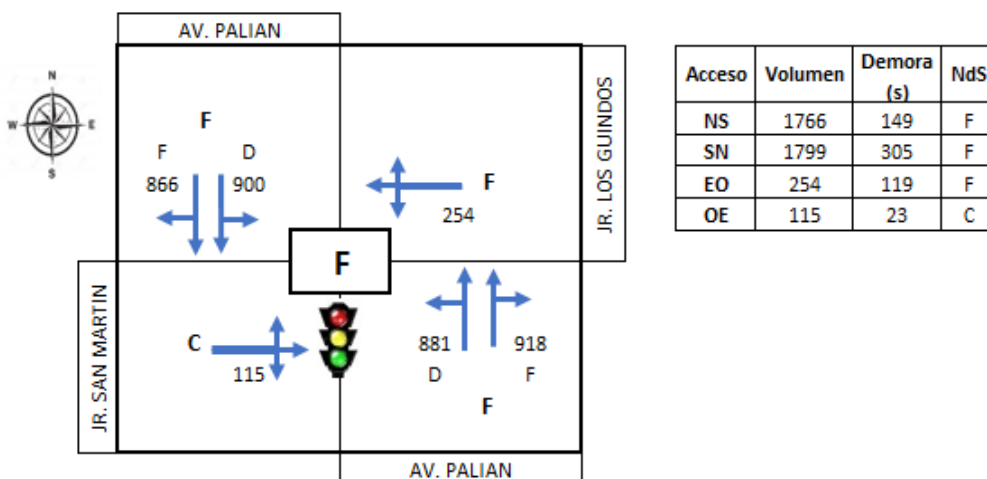 AV. PALIAN
N
W E
S
F
F D
866 900
F
254
JR. LOS GUINDOS
F
JR. SAN MARTIN
C
115
881 918
D F
F
AV. PALIAN
Acceso Volumen Demora (s) NdS
NS 1766 149 F
SN 1799 305 F
EO 254 119 F
OE 115 23 C